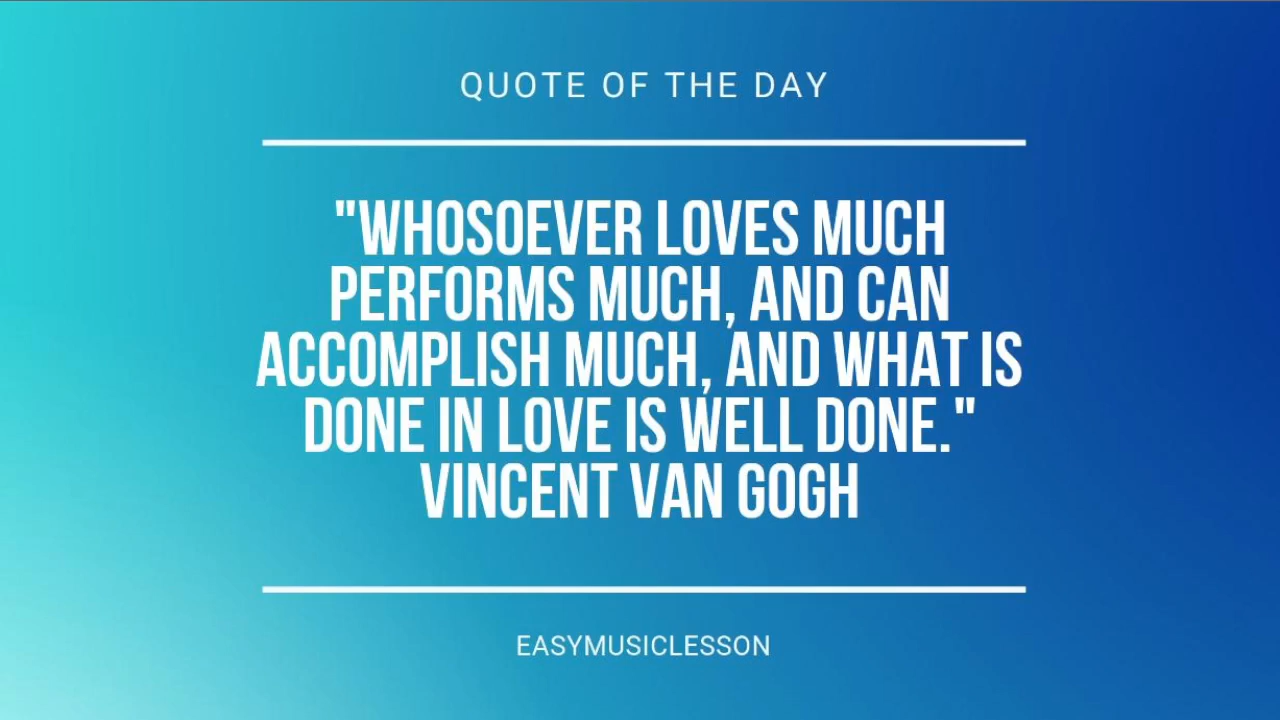 QUOTE OF THE DAY
"WHOSOEVER LOVES MUCH
PERFORMS MUCH, AND CAN
ACCOMPLISH MUCH, AND WHAT IS
DONE IN LOVE IS WELL DONE."
VINCENT VAN GOGH
EASYMUSICLESSON